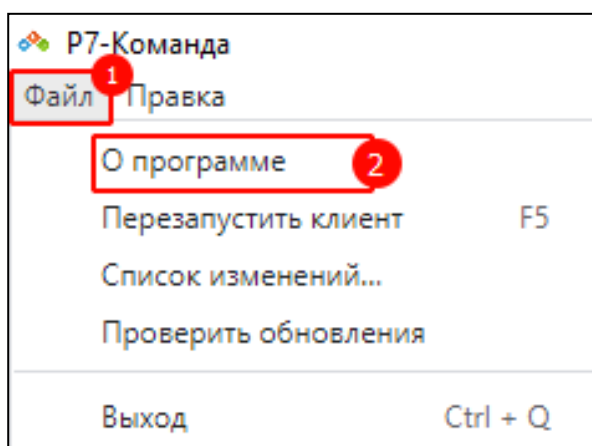 Р7-Команда
1
Файл Правка
О программе 2
Перезапустить клиент F5
Список изменений...
Проверить обновления
Выход Ctrl + Q